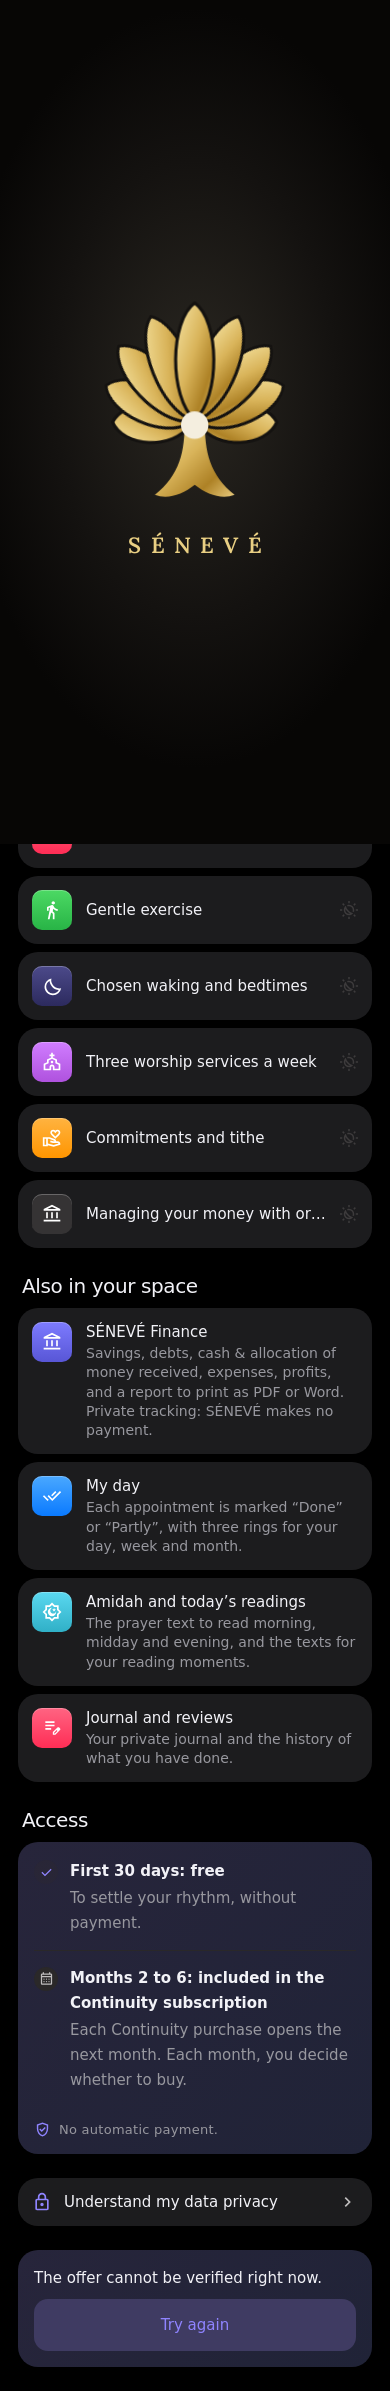 SÉNEVÉ
Gentle exercise
Chosen waking and bedtimes
Three worship services a week
Commitments and tithe
Managing your money with or…
Also in your space
SÉNEVÉ Finance
Savings, debts, cash & allocation of
money received, expenses, profits,
and a report to print as PDF or Word.
Private tracking: SÉNEVÉ makes no
payment.
My day
Each appointment is marked “Done”
or “Partly”, with three rings for your
day, week and month.
Amidah and today’s readings
The prayer text to read morning,
midday and evening, and the texts for
your reading moments.
Journal and reviews
Your private journal and the history of
what you have done.
Access
First 30 days: free
To settle your rhythm, without
payment.
Months 2 to 6: included in the
Continuity subscription
Each Continuity purchase opens the
next month. Each month, you decide
whether to buy.
No automatic payment.
Understand my data privacy
The offer cannot be verified right now.
Try again